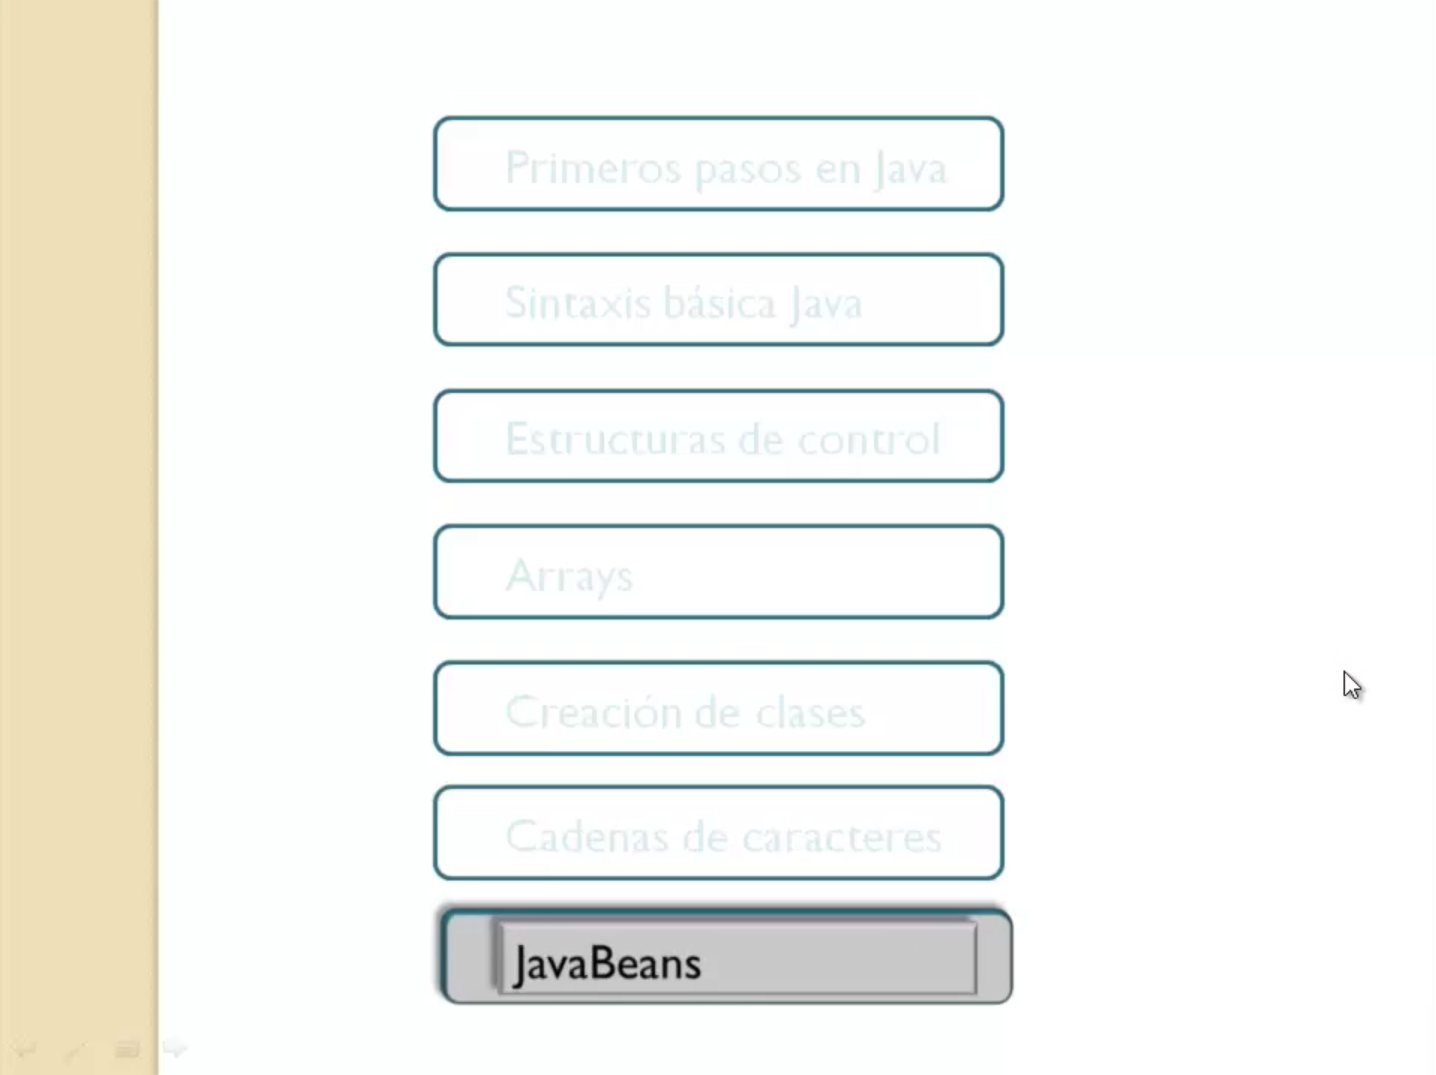 Primeros pasos en Java
Sintaxis básica Java
Estructuras de control
Arrays
Creación de clases
Cadenas de caracteres
JavaBeans